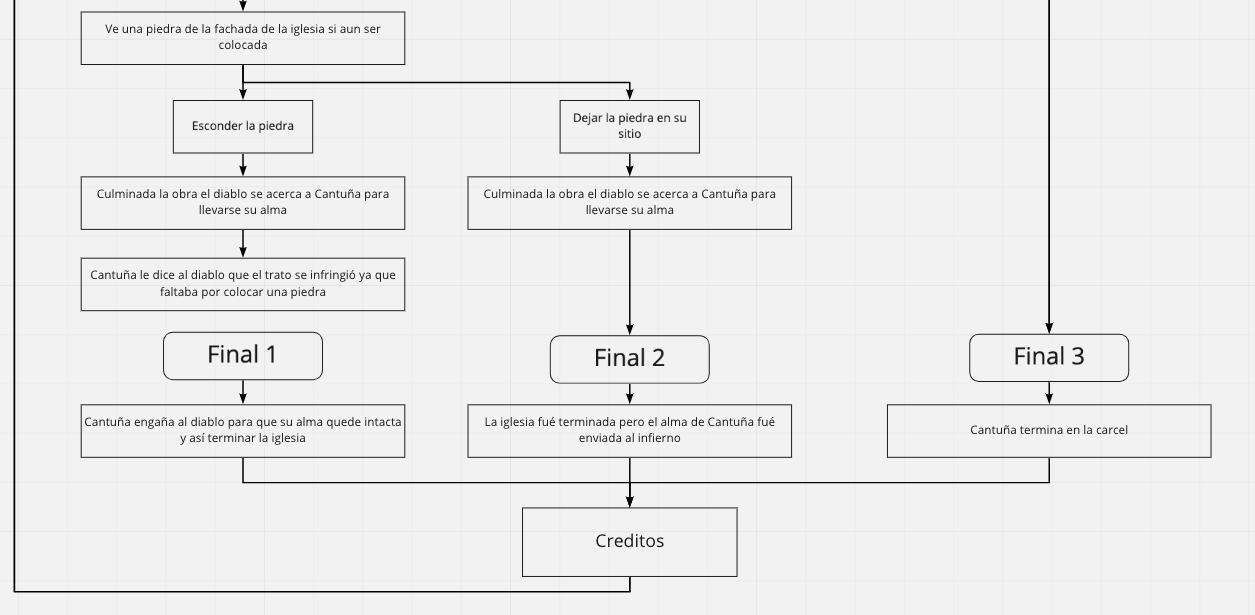 Ve una piedra de la fachada de la iglesia si aun ser
colocada
Esconder la piedra
Dejar la piedra en su
sitio
Culminada la obra el diablo se acerca a Cantuña para
llevarse su alma
Culminada la obra el diablo se acerca a Cantuña para
llevarse su alma
Cantuña le dice al diablo que el trato se infringió ya que
faltaba por colocar una piedra
Final 1
Final 2
Final 3
Cantuña engaña al diablo para que su alma quede intacta
y así terminar la iglesia
La iglesia fué terminada pero el alma de Cantuña fué
enviada al infierno
Cantuña termina en la carcel
Creditos